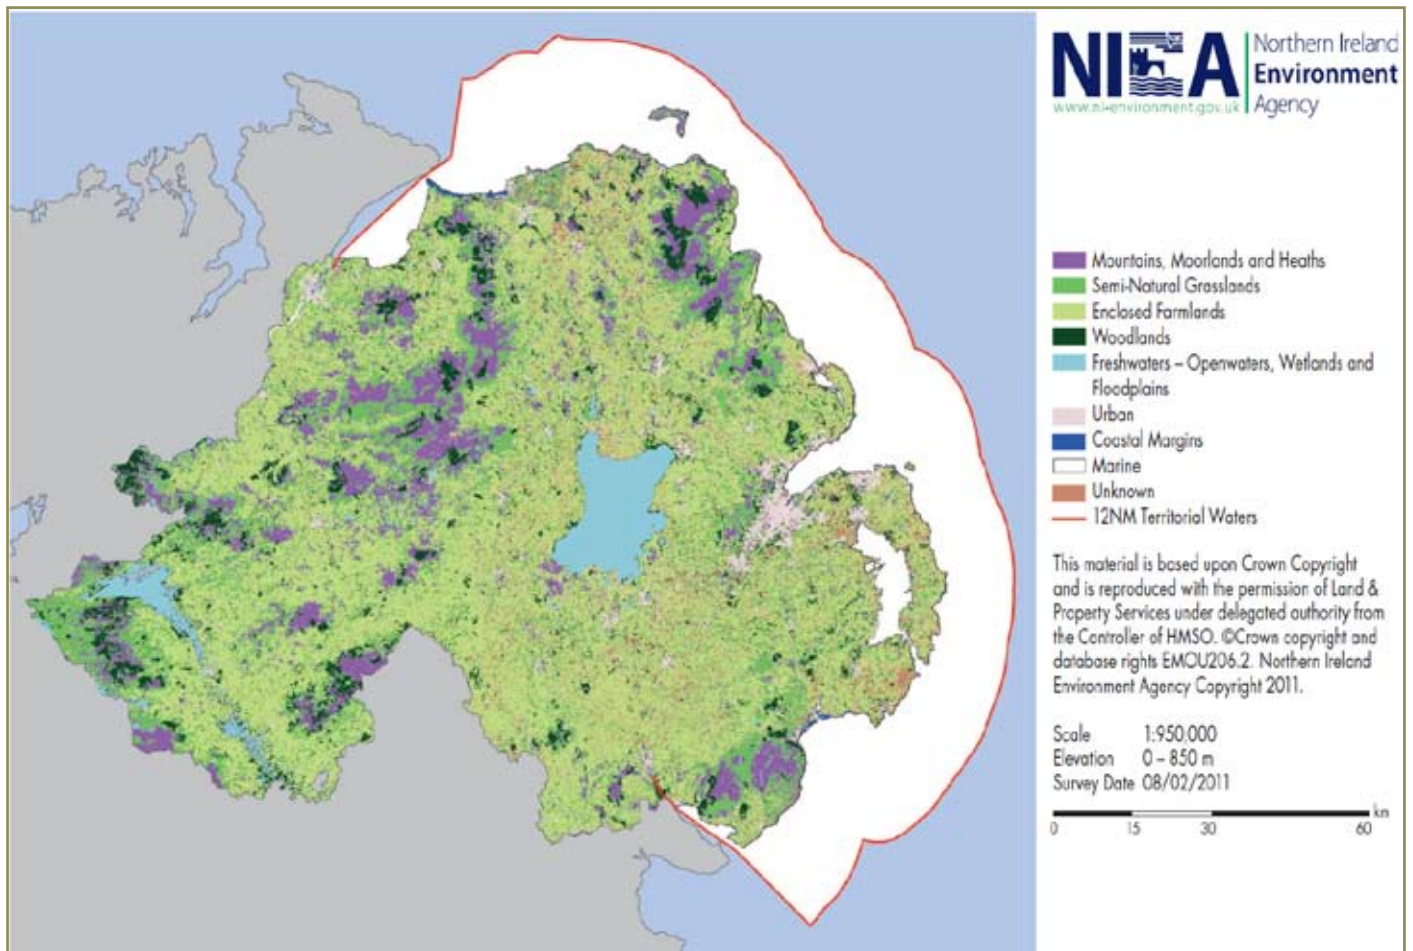 NIEA
Northern Ireland
Environment
Agency
www.ni-environment.gov.uk
Mountains, Moorlands and Heaths
Semi-Natural Grasslands
Enclosed Farmlands
Woodlands
Freshwaters – Openwaters, Wetlands and
Floodplains
Urban
Coastal Margins
Marine
Unknown
12NM Territorial Waters
This material is based upon Crown Copyright
and is reproduced with the permission of Land &
Property Services under delegated authority from
the Controller of HMSO. ©Crown copyright and
database rights EMOU206.2. Northern Ireland
Environment Agency Copyright 2011.
Scale 1:950,000
Elevation 0 – 850 m
Survey Date 08/02/2011
km
0 15 30 60